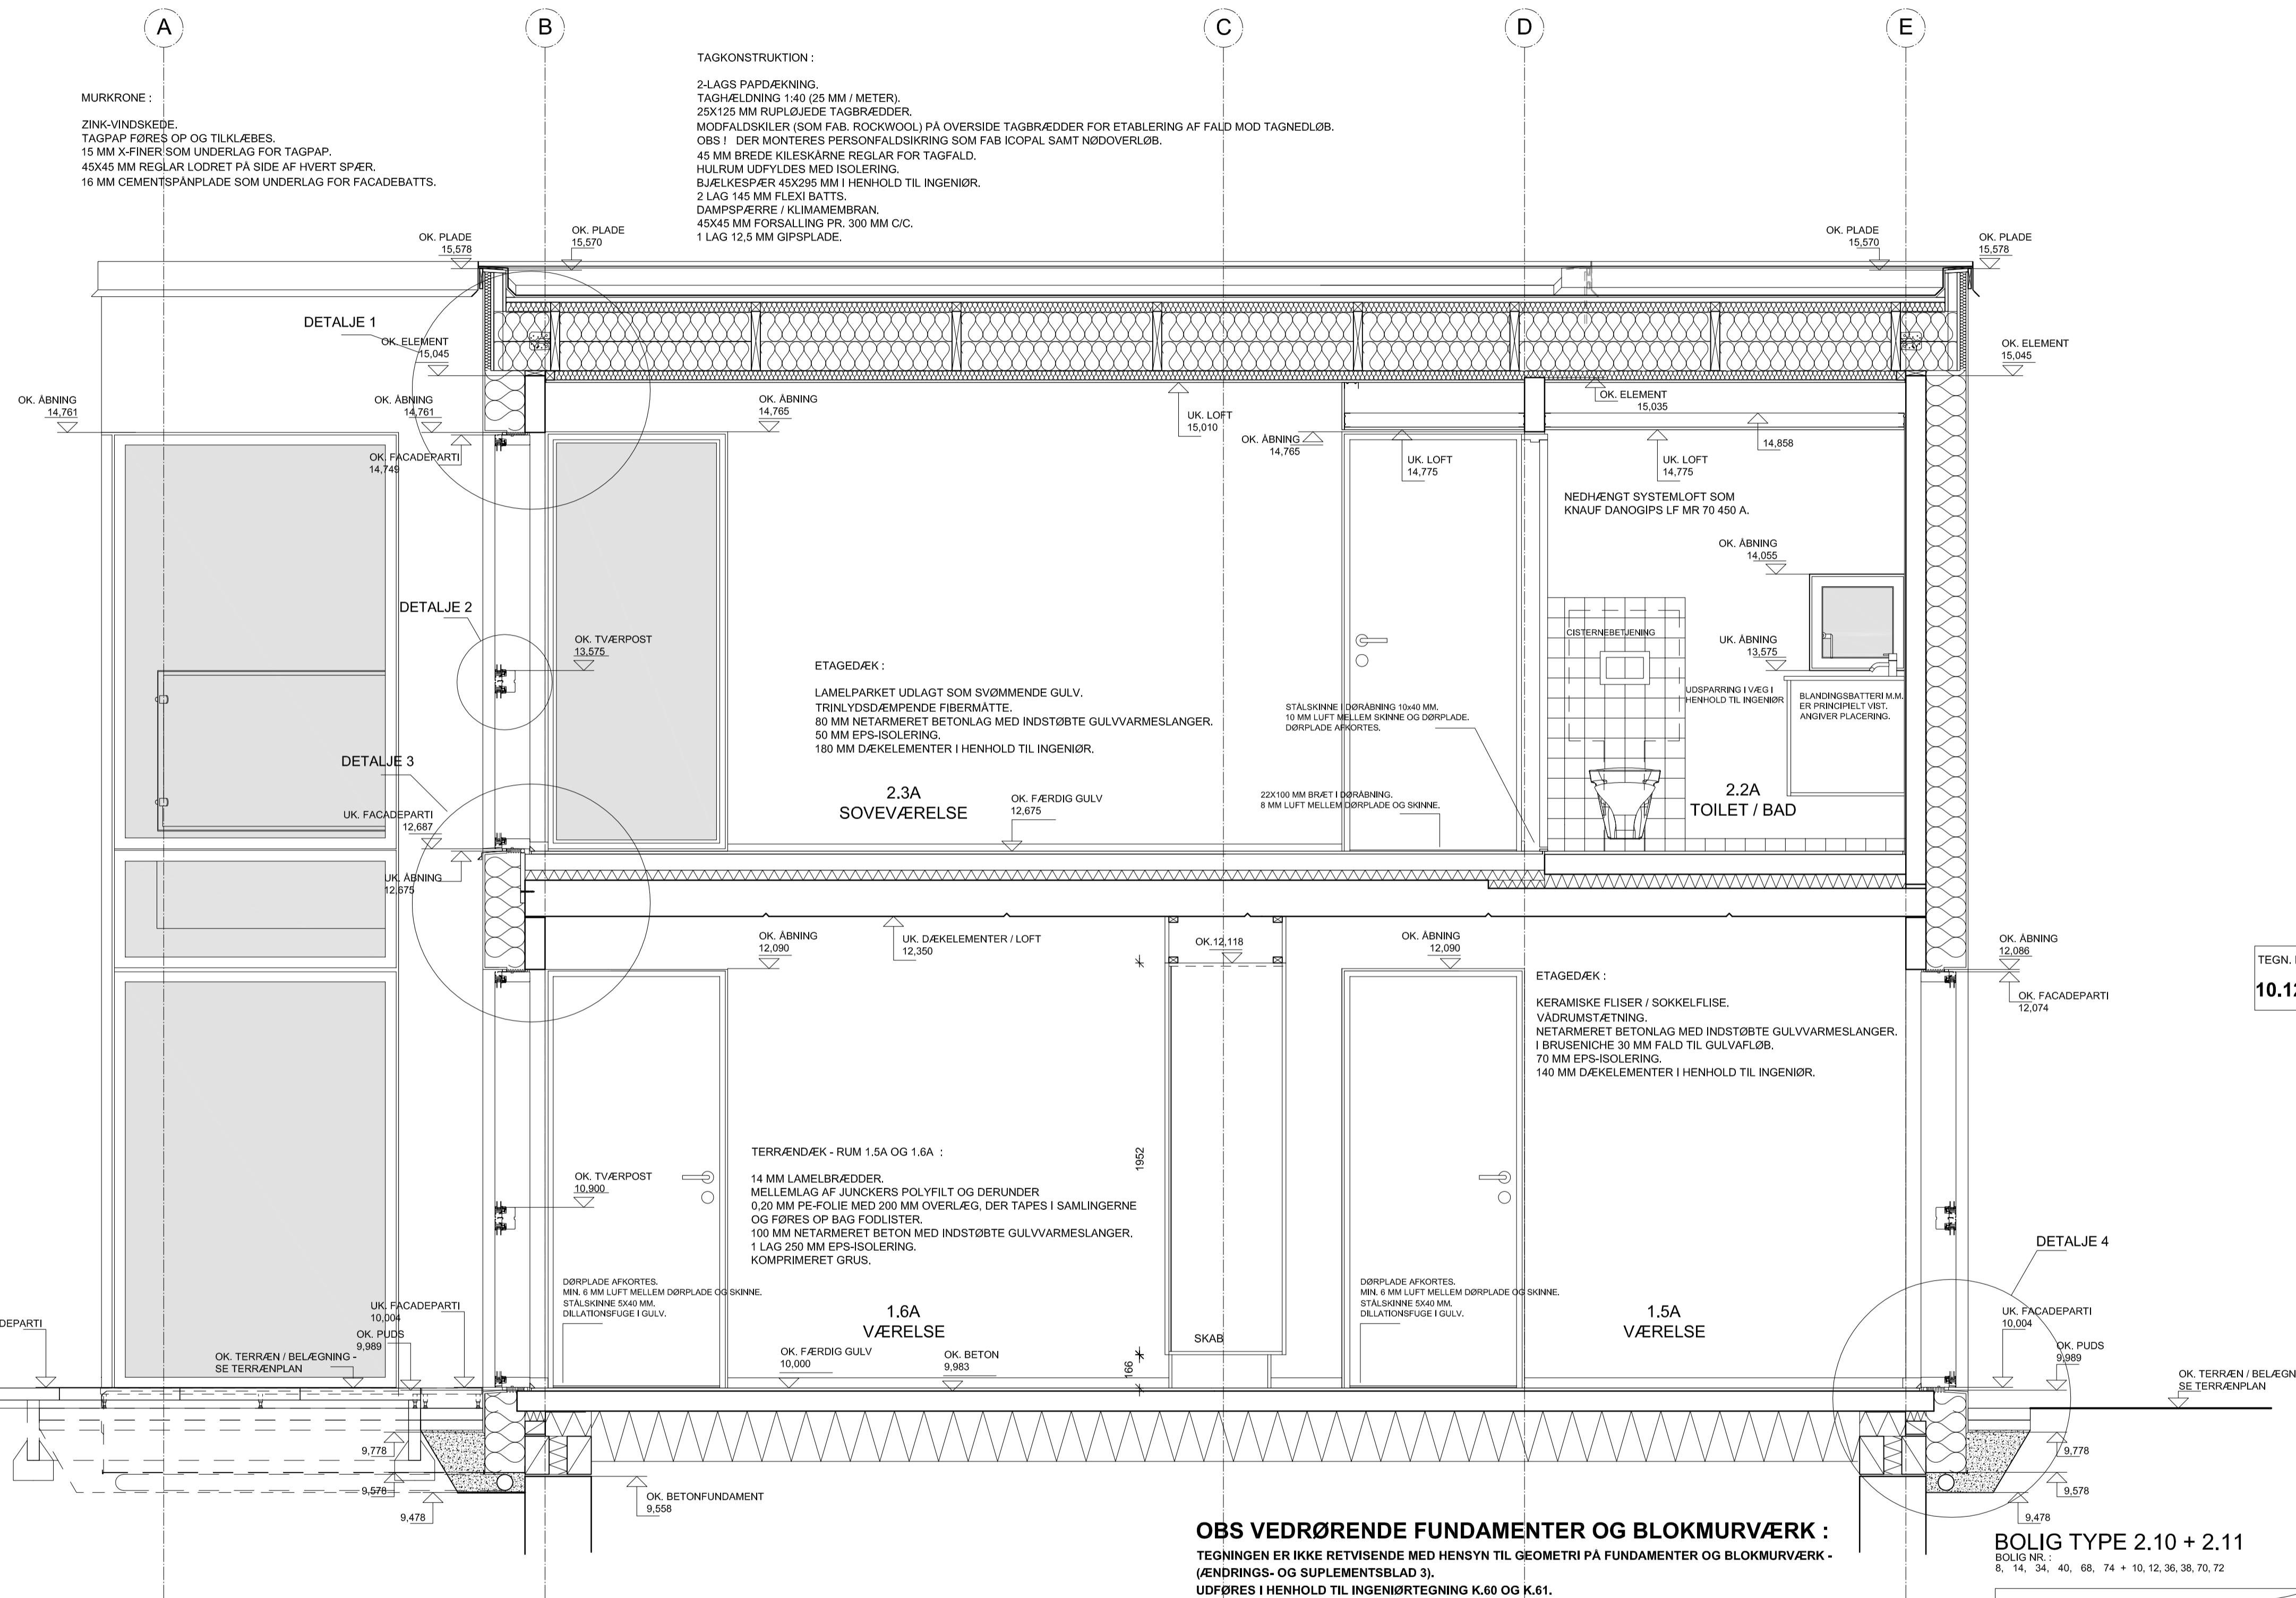 A
B
C
D
E
MURKRONE :
ZINK-VINDSKEDE.
TAGPAP FØRES OP OG TILKLÆBES.
15 MM X-FINER SOM UNDERLAG FOR TAGPAP.
45X45 MM REGLAR LODRET PÅ SIDE AF HVERT SPÆR.
16 MM CEMENTSPÅNPLADE SOM UNDERLAG FOR FACADEBATTS.
TAGKONSTRUKTION :
2-LAGS PAPDÆKNING.
TAGHÆLDNING 1:40 (25 MM / METER).
25X125 MM RUPLØJEDE TAGBRÆDDER.
MODFALDSKILER (SOM FAB. ROCKWOOL) PÅ OVERSIDE TAGBRÆDDER FOR ETABLERING AF FALD MOD TAGNEDLØB.
OBS ! DER MONTERES PERSONFALDSIKRING SOM FAB ICOPAL SAMT NØDOVERLØB.
45 MM BREDE KILESKÅRNE REGLAR FOR TAGFALD.
HULRUM UDFYLDES MED ISOLERING.
BJÆLKESPÆR 45X295 MM I HENHOLD TIL INGENIØR.
2 LAG 145 MM FLEXI BATTS.
DAMPSPÆRRE / KLIMAMEMBRAN.
45X45 MM FORSALLING PR. 300 MM C/C.
1 LAG 12,5 MM GIPSPLADE.
OK. PLADE
15,578
OK. PLADE
15,570
OK. PLADE
15,570
OK. PLADE
15,578
DETALJE 1
OK. ELEMENT
15,045
OK. ELEMENT
15,045
OK. ÅBNING
14,761
OK. ÅBNING
14,761
OK. ÅBNING
14,765
UK. LOFT
15,010
OK. ELEMENT
15,035
OK. ÅBNING
14,765
UK. LOFT
14,775
UK. LOFT
14,775
14,858
OK. FACADEPARTI
14,749
NEDHÆNGT SYSTEMLOFT SOM
KNAUF DANOGIPS LF MR 70 450 A.
OK. ÅBNING
14,055
DETALJE 2
OK. TVÆRPOST
13,575
CISTERNEBETJENING
UK. ÅBNING
13,575
ETAGEDÆK :
LAMELPARKET UDLAGT SOM SVØMMENDE GULV.
TRINLYDSDÆMPENDE FIBERMÅTTE.
80 MM NETARMERET BETONLAG MED INDSTØBTE GULVVARMESLANGER.
50 MM EPS-ISOLERING.
180 MM DÆKELEMENTER I HENHOLD TIL INGENIØR.
STÅLSKINNE I DØRÅBNING 10x40 MM.
10 MM LUFT MELLEM SKINNE OG DØRPLADE.
DØRPLADE AFKORTES.
UDSPARRING I VÆG I
HENHOLD TIL INGENIØR
BLANDINGSBATTERI M.M.
ER PRINCIPIELT VIST.
ANGIVER PLACERING.
DETALJE 3
2.3A
SOVEVÆRELSE
OK. FÆRDIG GULV
12,675
22X100 MM BRÆT I DØRÅBNING.
8 MM LUFT MELLEM DØRPLADE OG SKINNE.
2.2A
TOILET / BAD
UK. FACADEPARTI
12,687
UK. ÅBNING
12,675
OK. ÅBNING
12,090
UK. DÆKELEMENTER / LOFT
12,350
OK.12,118
OK. ÅBNING
12,090
OK. ÅBNING
12,086
OK. FACADEPARTI
12,074
TEGN.
10.12
ETAGEDÆK :
KERAMISKE FLISER / SOKKELFLISE.
VÅDRUMSTÆTNING.
NETARMERET BETONLAG MED INDSTØBTE GULVVARMESLANGER.
I BRUSENICHE 30 MM FALD TIL GULVAFLØB.
70 MM EPS-ISOLERING.
140 MM DÆKELEMENTER I HENHOLD TIL INGENIØR.
1952
TERRÆNDÆK - RUM 1.5A OG 1.6A :
14 MM LAMELBRÆDDER.
MELLEMLAG AF JUNCKERS POLYFILT OG DERUNDER
0,20 MM PE-FOLIE MED 200 MM OVERLÆG, DER TAPES I SAMLINGERNE
OG FØRES OP BAG FODLISTER.
100 MM NETARMERET BETON MED INDSTØBTE GULVVARMESLANGER.
1 LAG 250 MM EPS-ISOLERING.
KOMPRIMERET GRUS.
OK. TVÆRPOST
10,900
DETALJE 4
DØRPLADE AFKORTES.
MIN. 6 MM LUFT MELLEM DØRPLADE OG SKINNE.
STÅLSKINNE 5X40 MM.
DILLATIONSFUGE I GULV.
1.6A
VÆRELSE
SKAB
DØRPLADE AFKORTES.
MIN. 6 MM LUFT MELLEM DØRPLADE OG SKINNE.
STÅLSKINNE 5X40 MM.
DILLATIONSFUGE I GULV.
1.5A
VÆRELSE
DEPARTI
UK. FACADEPARTI
10,004
OK. PUDS
9,989
OK. TERRÆN / BELÆGNING -
SE TERRÆNPLAN
OK. FÆRDIG GULV
10,000
OK. BETON
9,983
166
UK. FACADEPARTI
10,004
OK. PUDS
9,989
OK. TERRÆN / BELÆGN
SE TERRÆNPLAN
9,778
9,578
9,478
OK. BETONFUNDAMENT
9,558
9,778
9,578
9,478
OBS VEDRØRENDE FUNDAMENTER OG BLOKMURVÆRK :
TEGNINGEN ER IKKE RETVISENDE MED HENSYN TIL GEOMETRI PÅ FUNDAMENTER OG BLOKMURVÆRK -
(ÆNDRINGS- OG SUPLEMENTSBLAD 3).
UDFØRES I HENHOLD TIL INGENIØRTEGNING K.60 OG K.61.
BOLIG TYPE 2.10 + 2.11
BOLIG NR. :
8, 14, 34, 40, 68, 74 + 10, 12, 36, 38, 70, 72